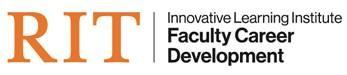 RIT
Innovative Learning Institute
Faculty Career
Development